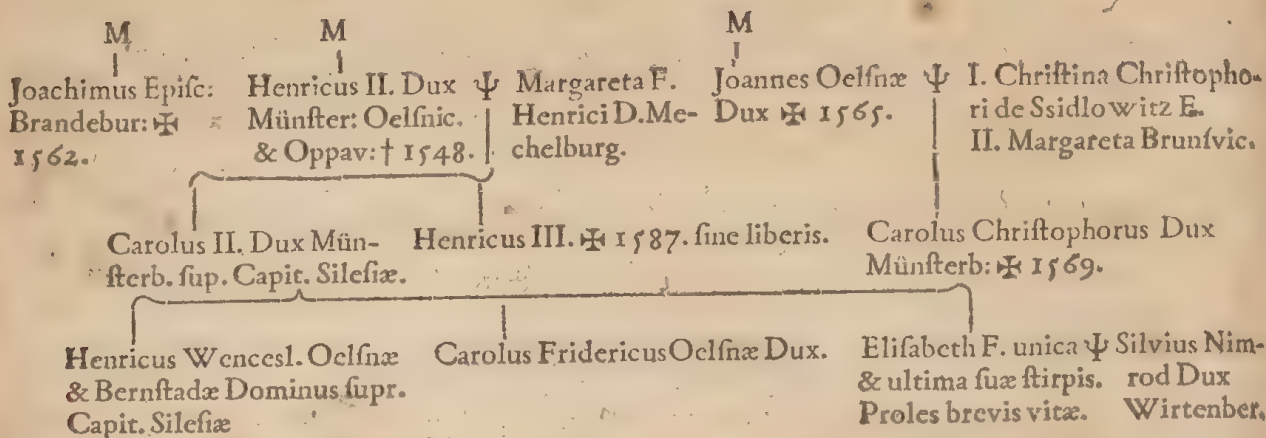 M
M
M
Joachimus Epiſc:
Brandebur: ✠
1562.
Henricus II. Dux Ψ
Münſter: Oelſnic.
& Oppav: † 1548.
Margareta F.
Henrici D. Me-
chelburg.
Joannes Oelſnæ Ψ
Dux ✠ 1565.
I. Chriſtina Chriſtopho-
ri de Ssidlowitz E.
II. Margareta Brunſvic.
Carolus II. Dux Mün-
ſterb. ſup. Capit. Sileſiæ.
Henricus III. ✠ 1587. ſine liberis.
Carolus Chriſtophorus Dux
Münſterb: ✠ 1569.
Henricus Wenceſl. Oelſnæ
& Bernſtadæ Dominus ſupr.
Capit. Sileſiæ
Carolus Fridericus Oelſnæ Dux.
Eliſabeth F. unica Ψ
& ultima ſuæ ſtirpis.
Proles brevis vitæ.
Silvius Nim-
rod Dux
Wirtenber.